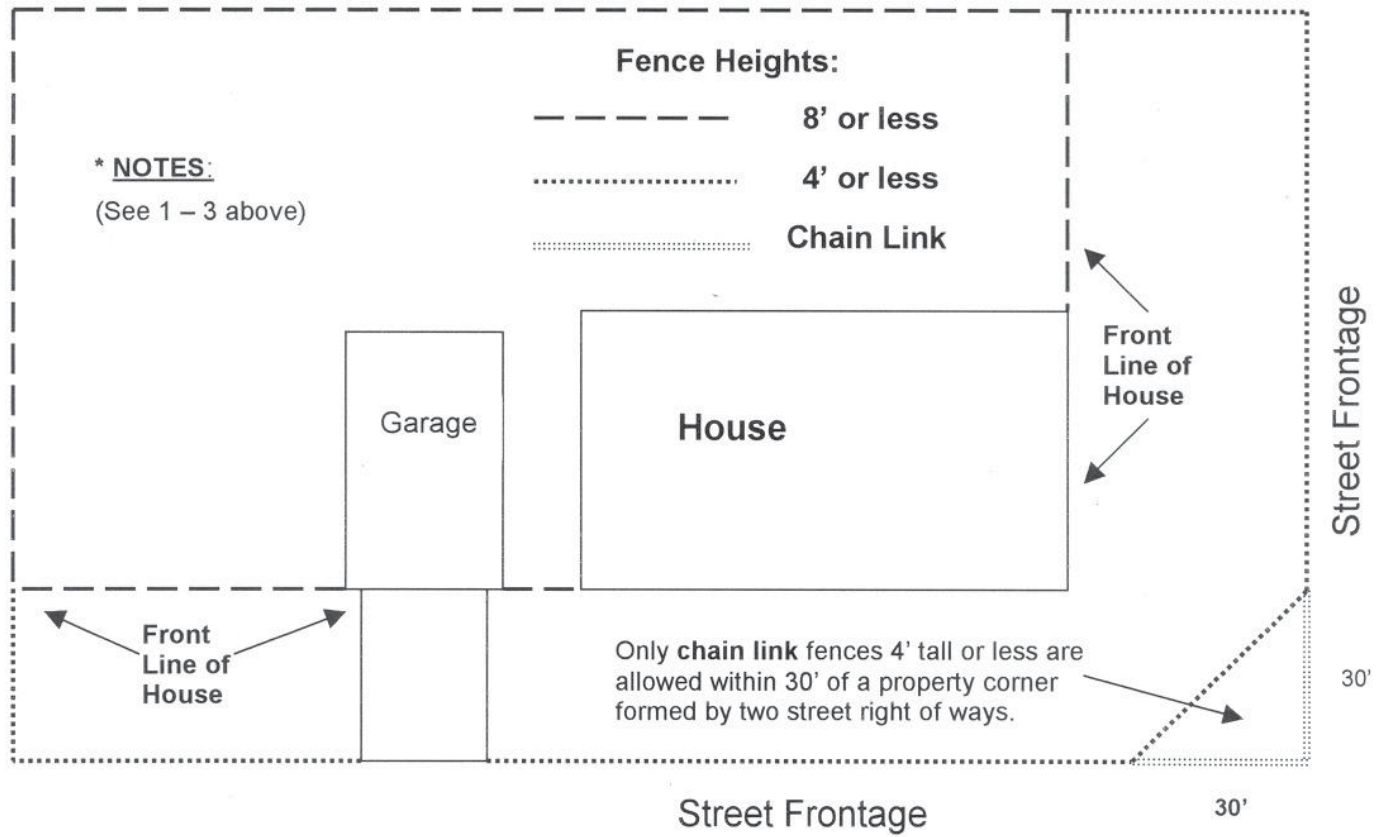 Fence Heights:
8’ or less
4’ or less
Chain Link
* NOTES:
(See 1 – 3 above)
Garage
House
Front
Line of
House
Street Frontage
Front
Line of
House
Only chain link fences 4’ tall or less are
allowed within 30’ of a property corner
formed by two street right of ways.
30’
Street Frontage
30’